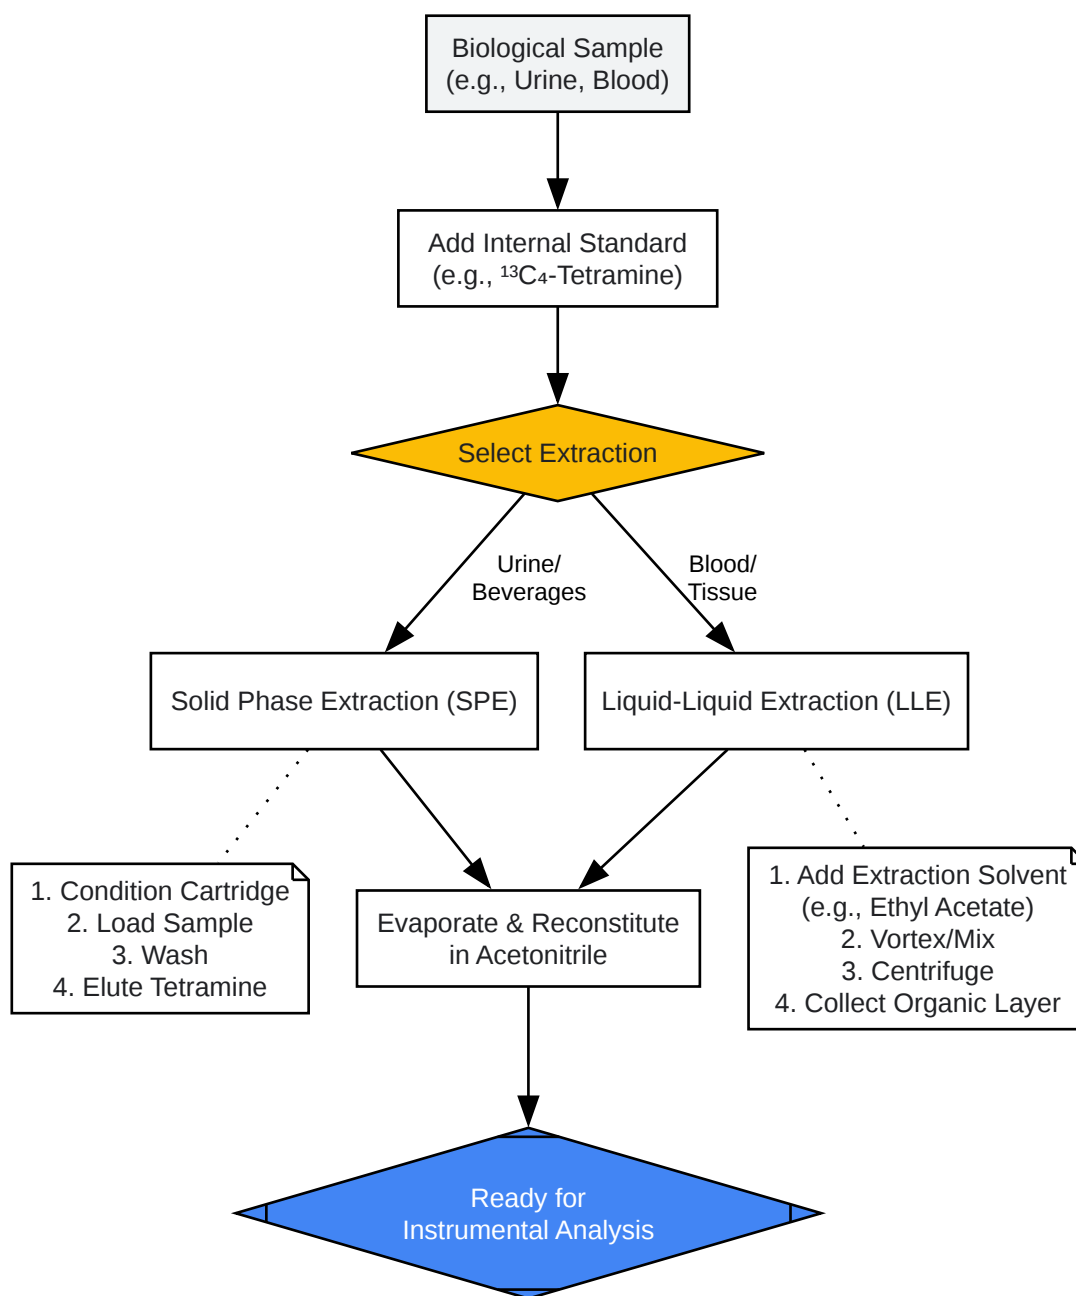 Biological Sample
(e.g., Urine, Blood)
Add Internal Standard
(e.g., ¹³C₄-Tetramine)
Select Extraction
Urine/
Beverages
Blood/
Tissue
Solid Phase Extraction (SPE)
Liquid-Liquid Extraction (LLE)
1. Condition Cartridge
2. Load Sample
3. Wash
4. Elute Tetramine
Evaporate & Reconstitute
in Acetonitrile
1. Add Extraction Solvent
(e.g., Ethyl Acetate)
2. Vortex/Mix
3. Centrifuge
4. Collect Organic Layer
Ready for
Instrumental Analysis